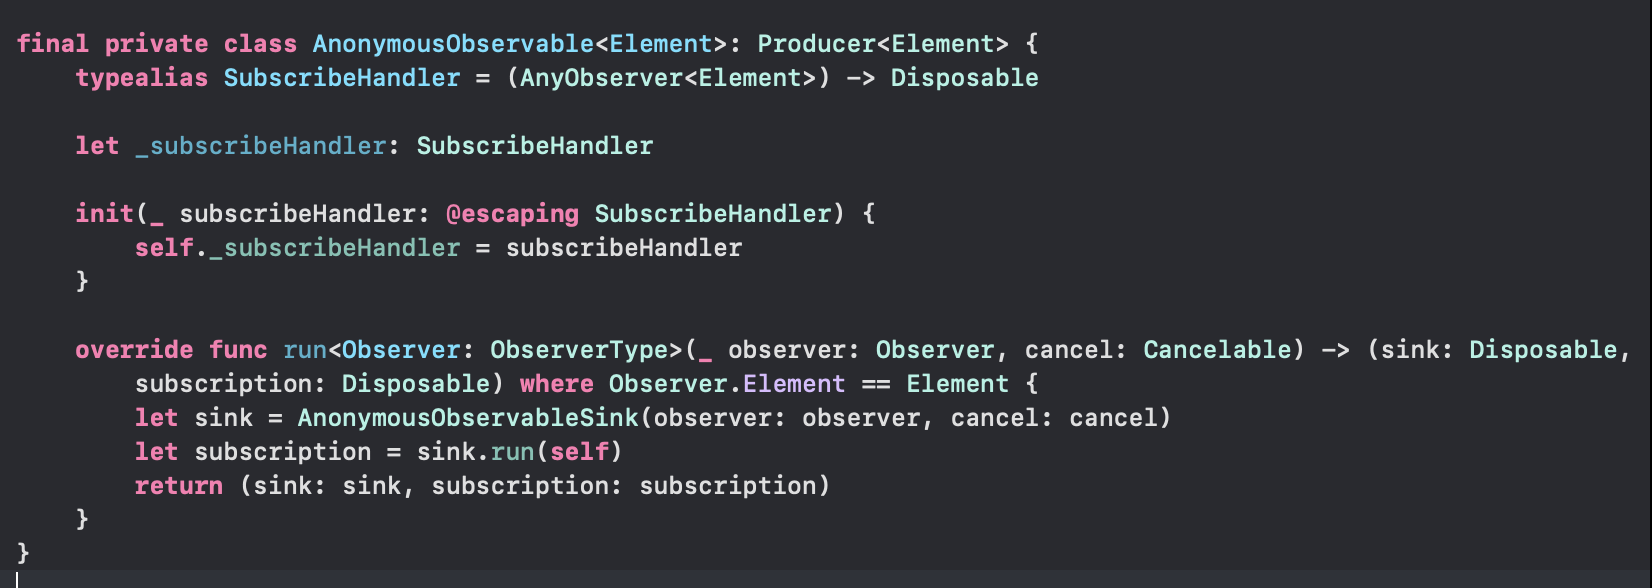 final private class AnonymousObservable<Element>: Producer<Element> {
    typealias SubscribeHandler = (AnyObserver<Element>) -> Disposable

    let _subscribeHandler: SubscribeHandler

    init(_ subscribeHandler: @escaping SubscribeHandler) {
        self._subscribeHandler = subscribeHandler
    }

    override func run<Observer: ObserverType>(_ observer: Observer, cancel: Cancelable) -> (sink: Disposable,
        subscription: Disposable) where Observer.Element == Element {
        let sink = AnonymousObservableSink(observer: observer, cancel: cancel)
        let subscription = sink.run(self)
        return (sink: sink, subscription: subscription)
    }
}